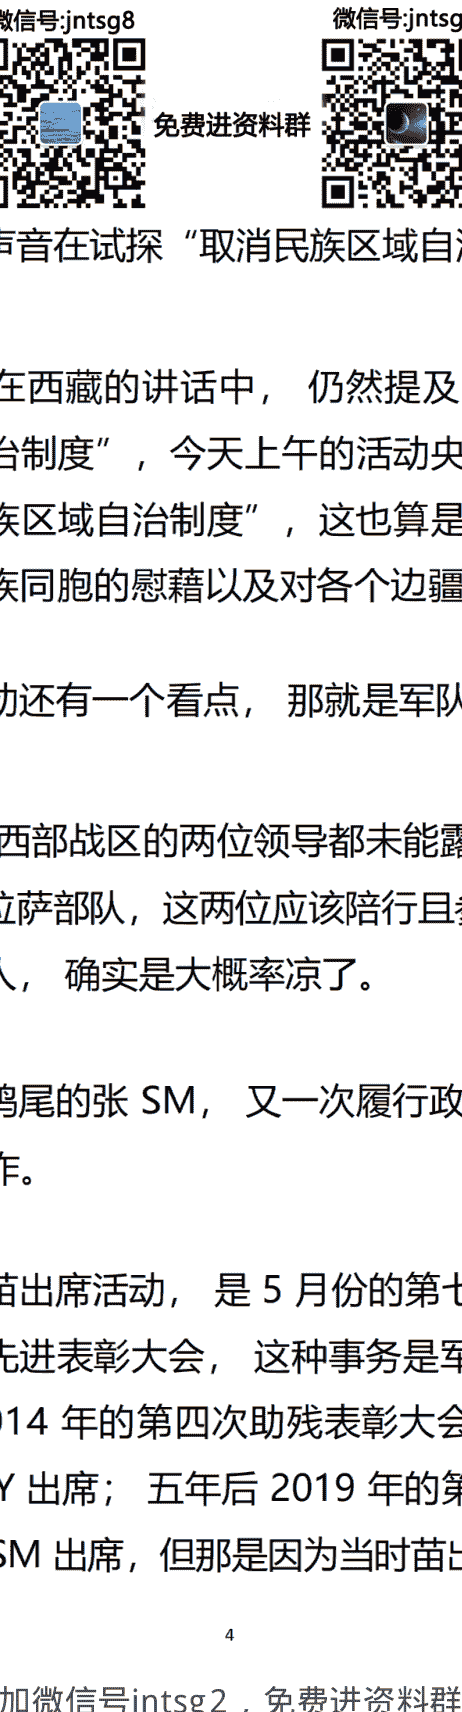 微信号:jntsg8
微信号:jntsg
免费进资料群
声音在试探“取消民族区域自治
在西藏的讲话中， 仍然提及
治制度”，今天上午的活动央
族区域自治制度”，这也算是
族同胞的慰藉以及对各个边疆
动还有一个看点， 那就是军队
西部战区的两位领导都未能露
拉萨部队，这两位应该陪行且参
人， 确实是大概率凉了。
鸡尾的张 SM， 又一次履行政
作。
苗出席活动， 是 5 月份的第七
先进表彰大会， 这种事务是军
014 年的第四次助残表彰大会
Y 出席； 五年后 2019 年的第
SM 出席，但那是因为当时苗出
4
加微信号jntsg2，免费进资料群